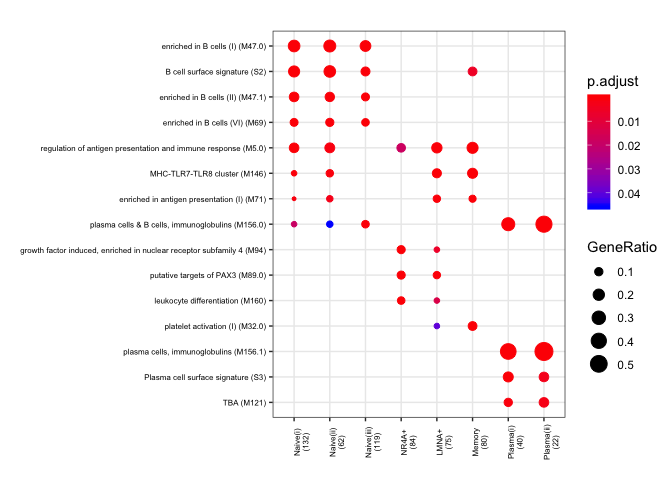 enriched in B cells (I) (M47.0)
B cell surface signature (S2)
enriched in B cells (II) (M47.1)
enriched in B cells (VI) (M69)
regulation of antigen presentation and immune response (M5.0)
MHC-TLR7-TLR8 cluster (M146)
enriched in antigen presentation (I) (M71)
plasma cells & B cells, immunoglobulins (M156.0)
growth factor induced, enriched in nuclear receptor subfamily 4 (M94)
putative targets of PAX3 (M89.0)
leukocyte differentiation (M160)
platelet activation (I) (M32.0)
plasma cells, immunoglobulins (M156.1)
Plasma cell surface signature (S3)
TBA (M121)
Naive(i)
(132)
Naive(ii)
(62)
Naive(iii)
(119)
NR4A+
(84)
LMNA+
(75)
Memory
(80)
Plasma(i)
(40)
Plasma(ii)
(22)
p.adjust
0.01
0.02
0.03
0.04
GeneRatio
0.1
0.2
0.3
0.4
0.5